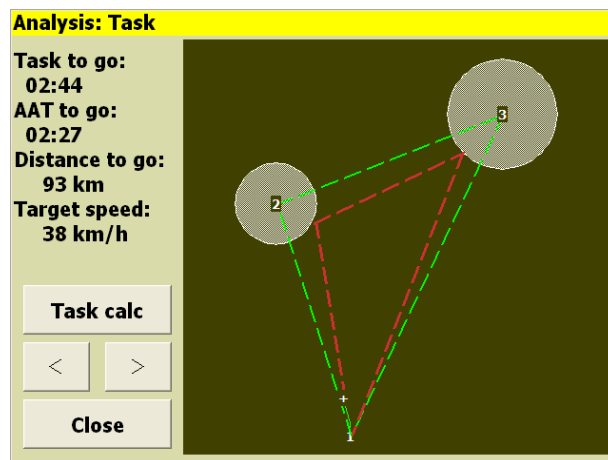 Analysis: Task
Task to go:
02:44
AAT to go:
02:27
Distance to go:
93 km
Target speed:
38 km/h
Task calc
< >
Close
3
2
+
1